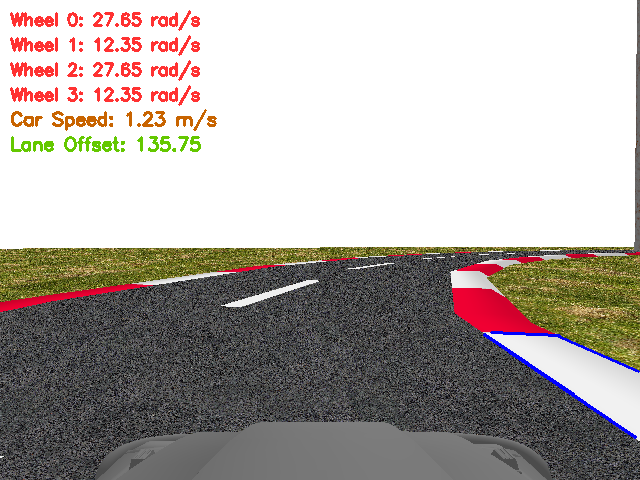 Wheel 0: 27.65 rad/s
Wheel 1: 12.35 rad/s
Wheel 2: 27.65 rad/s
Wheel 3: 12.35 rad/s
Car Speed: 1.23 m/s
Lane Offset: 135.75